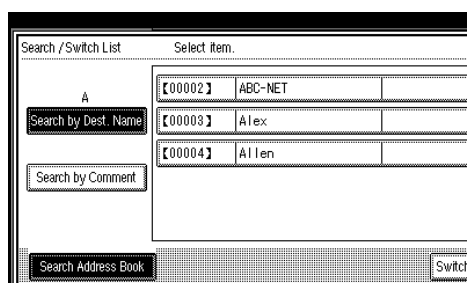 Search / Switch List Select item.
A
Search by Dest. Name
Search by Comment
【00002】 ABC-NET
【00003】 Alex
【00004】 Allen
Search Address Book
Switch